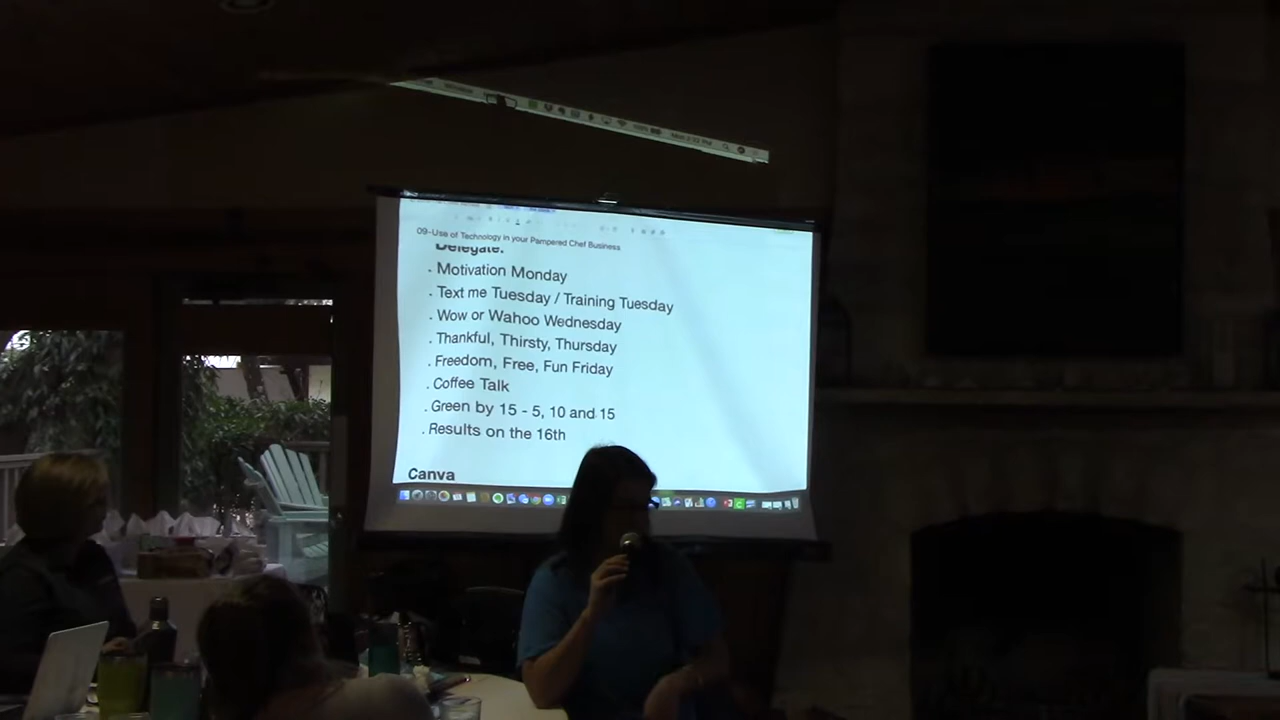 09-Use of Technology in your Pampered Chef Business
Delegate:
. Motivation Monday
. Text me Tuesday / Training Tuesday
. Wow or Wahoo Wednesday
. Thankful, Thirsty, Thursday
. Freedom, Free, Fun Friday
. Coffee Talk
. Green by 15 - 5, 10 and 15
. Results on the 16th
Canva